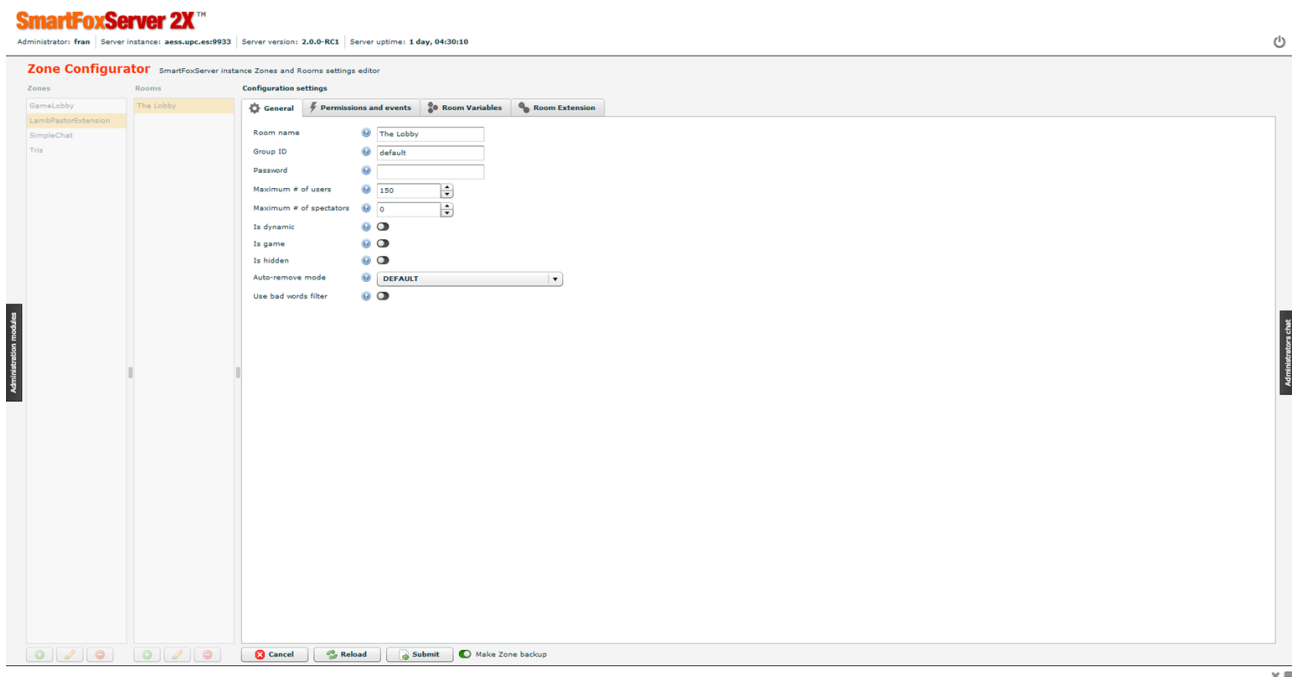 SmartFoxServer 2X™
Administrator: fran Server instance: aess.upc.es:9933 Server version: 2.0.0-RC1 Server uptime: 1 day, 04:30:10
Zone Configurator SmartFoxServer instance Zones and Rooms settings editor
Zones Rooms Configuration settings
GameLobby
LambPastorExtension
SimpleChat
Tris
The Lobby
General Permissions and events Room Variables Room Extension
Room name The Lobby
Group ID default
Password
Maximum # of users 150
Maximum # of spectators 0
Is dynamic
Is game
Is hidden
Auto-remove mode DEFAULT
Use bad words filter
Administration modules
Administrators chat
Cancel Reload Submit Make Zone backup